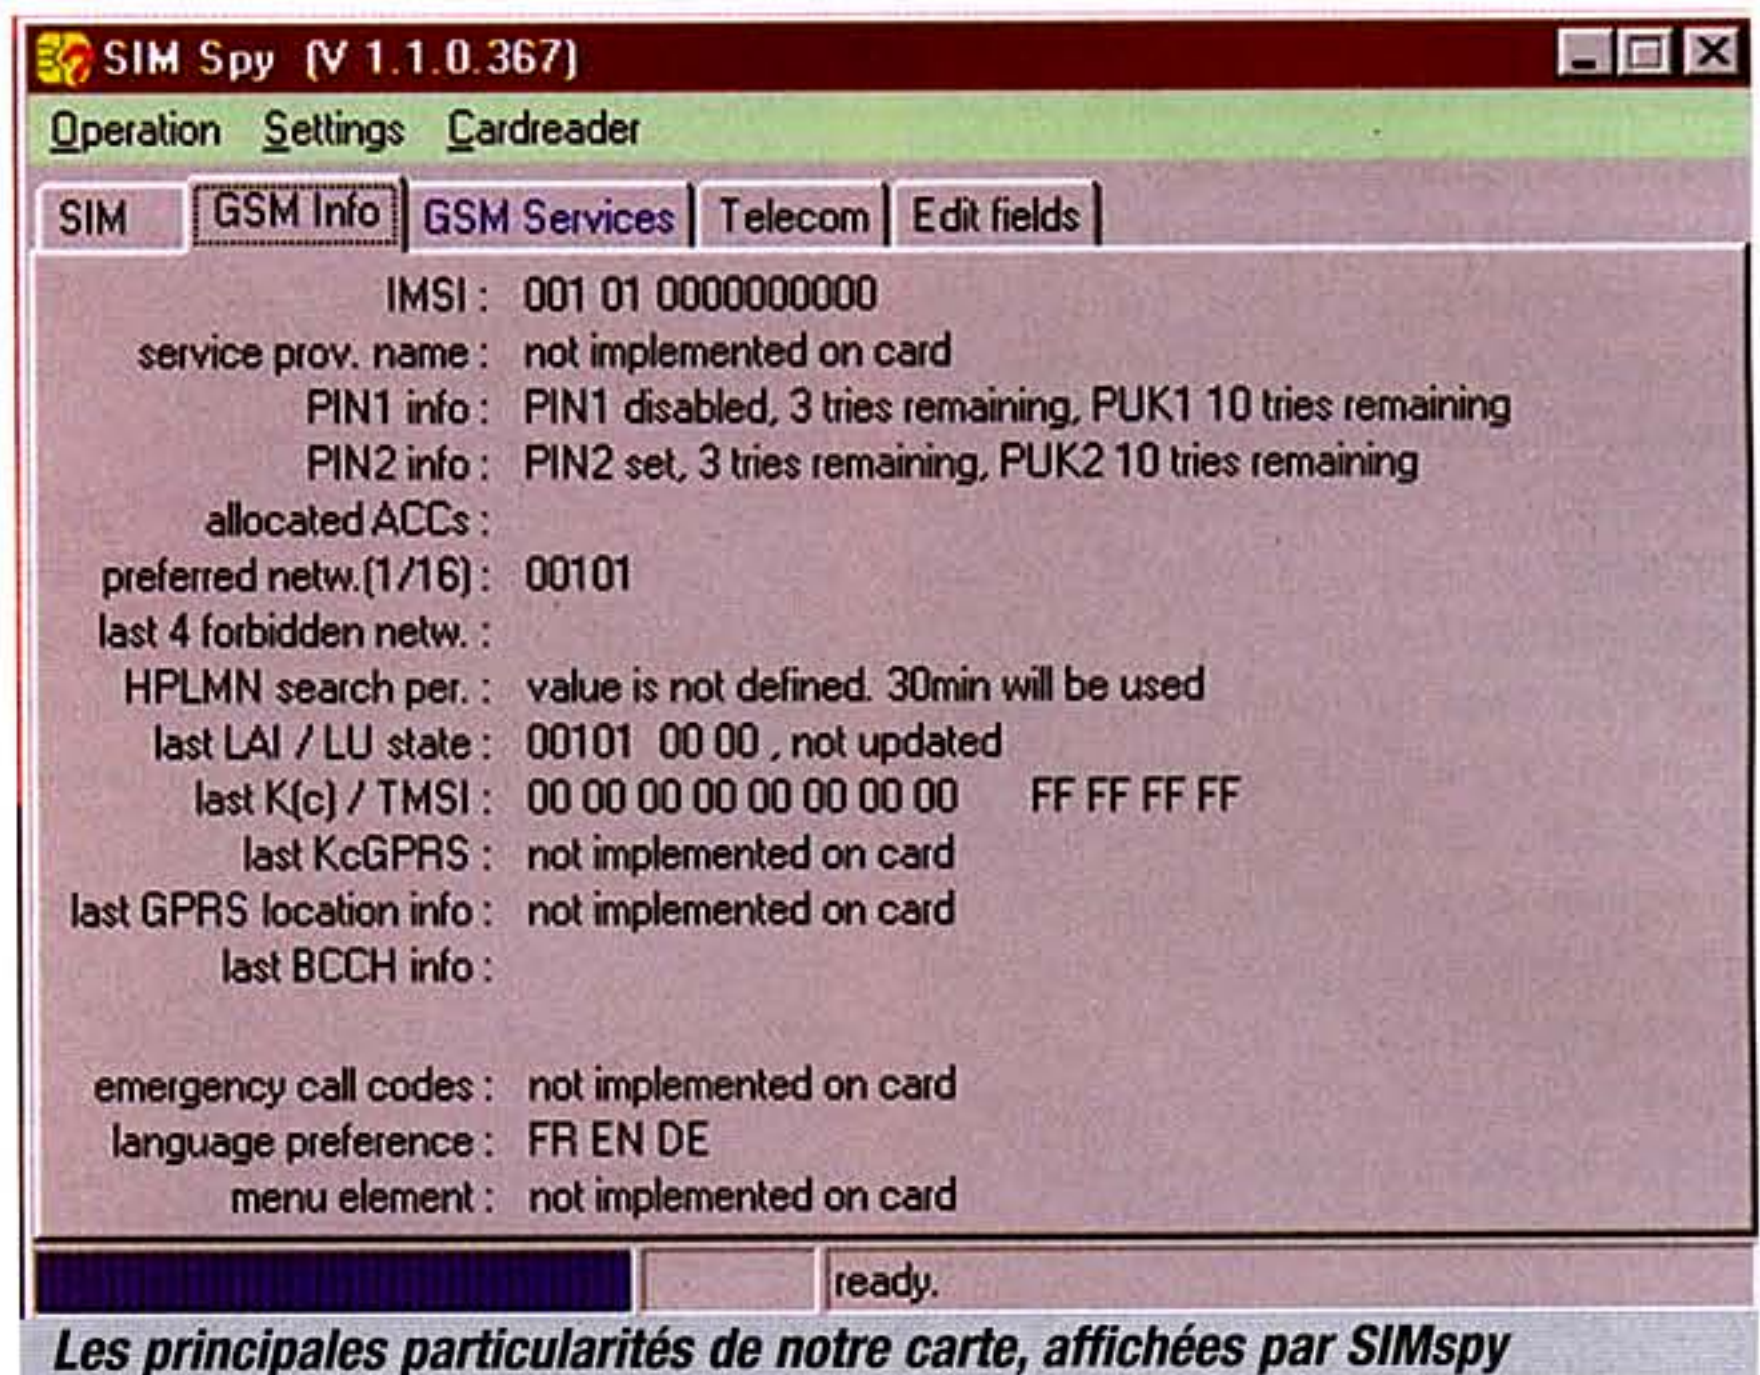 SIM Spy (V 1.1.0.367)
Operation Settings Cardreader
SIM GSM Info GSM Services Telecom Edit fields
IMSI : 001 01 0000000000
service prov. name : not implemented on card
PIN1 info : PIN1 disabled, 3 tries remaining, PUK1 10 tries remaining
PIN2 info : PIN2 set, 3 tries remaining, PUK2 10 tries remaining
allocated ACCs :
preferred netw.(1/16) : 00101
last 4 forbidden netw. :
HPLMN search per. : value is not defined. 30min will be used
last LAI / LU state : 00101 00 00 , not updated
last K(c) / TMSI : 00 00 00 00 00 00 00 00 FF FF FF FF
last KcGPRS : not implemented on card
last GPRS location info : not implemented on card
last BCCH info :
emergency call codes : not implemented on card
language preference : FR EN DE
menu element : not implemented on card
ready.
Les principales particularités de notre carte, affichées par SIMspy